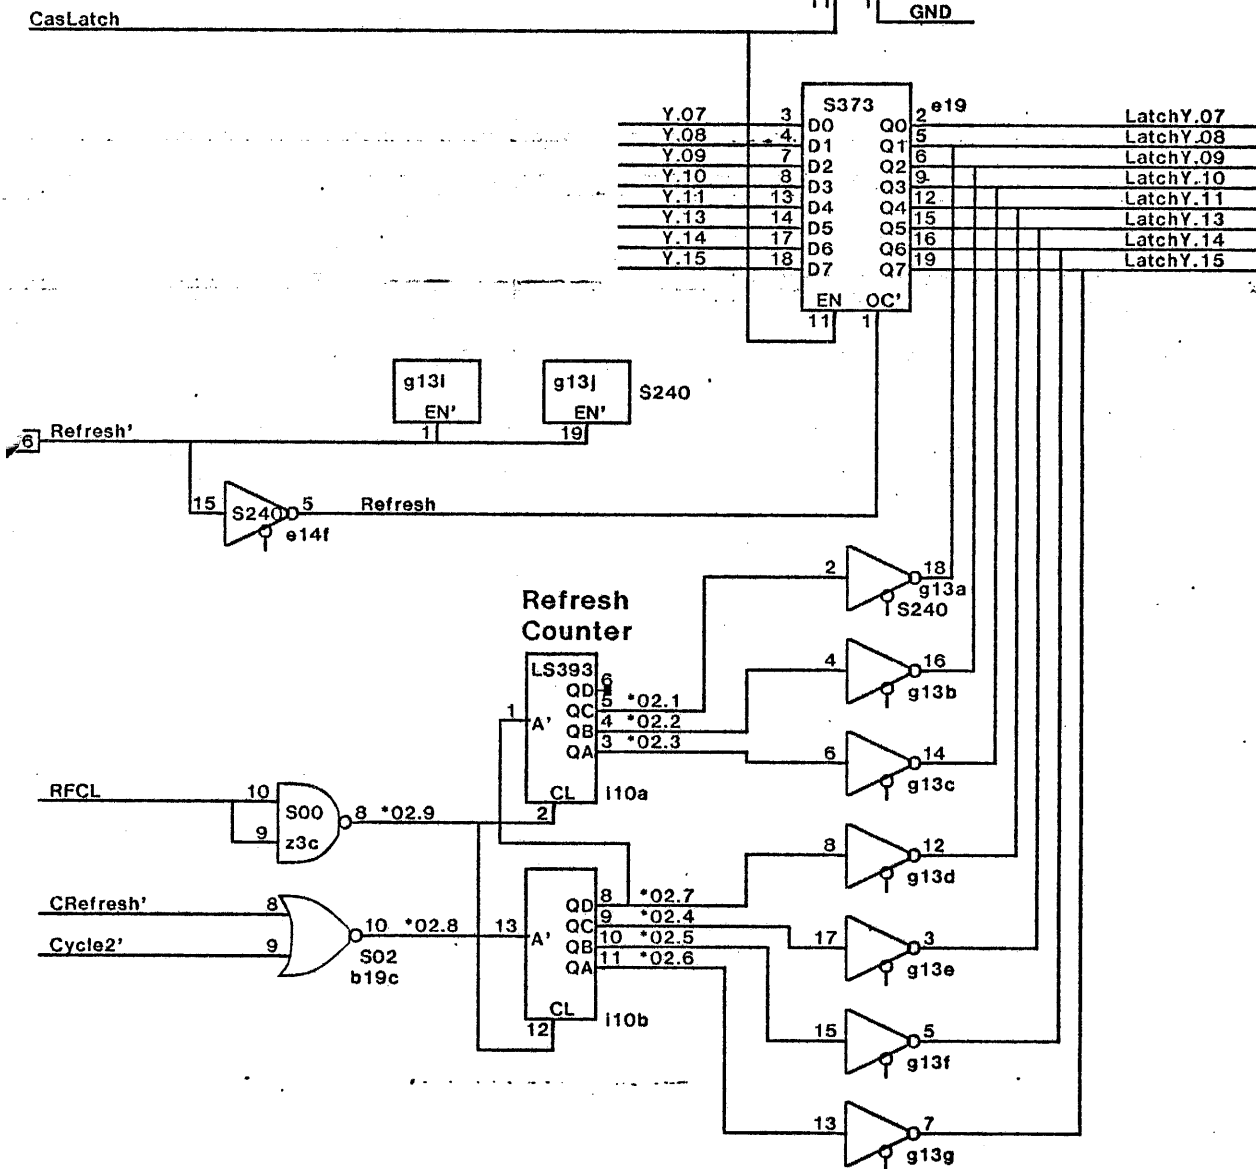 CasLatch
GND
S373 e19
Y.07 3 D0 Q0 2 LatchY.07
Y.08 4 D1 Q1 5 LatchY.08
Y.09 7 D2 Q2 6 LatchY.09
Y.10 8 D3 Q3 9 LatchY.10
Y.11 13 D4 Q4 12 LatchY.11
Y.13 14 D5 Q5 15 LatchY.13
Y.14 17 D6 Q6 16 LatchY.14
Y.15 18 D7 Q7 19 LatchY.15
EN OC'
11 1
g13i g13j S240
EN' EN'
1 19
6 Refresh'
15 S240 5 Refresh
e14f
2 18
g13a
S240
Refresh
Counter
LS393
4 16
g13b
QD 6
1 A' QC 5 *02.1
QB 4 *02.2
QA 3 *02.3
6 14
g13c
CL i10a
2
RFCL 10 S00 8 *02.9
9 z3c
8 12
g13d
QD 8 *02.7
CRefresh' 8 10 *02.8 13 A' QC 9 *02.4
Cycle2' 9 QB 10 *02.5
S02 QA 11 *02.6
b19c
17 3
g13e
CL i10b
12
15 5
g13f
13 7
g13g